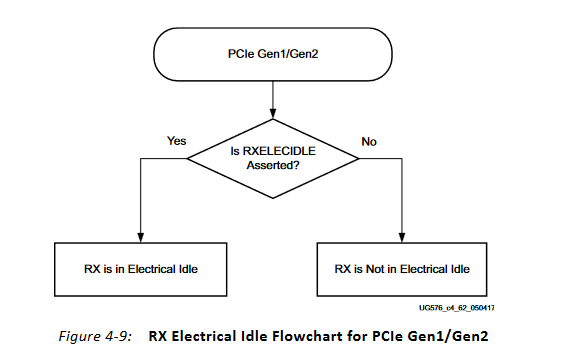 PCIe Gen1/Gen2
Is RXELECIDLE
Asserted?
Yes
No
RX is in Electrical Idle
RX is Not in Electrical Idle
UG576_c4_62_050417
Figure 4-9: RX Electrical Idle Flowchart for PCIe Gen1/Gen2